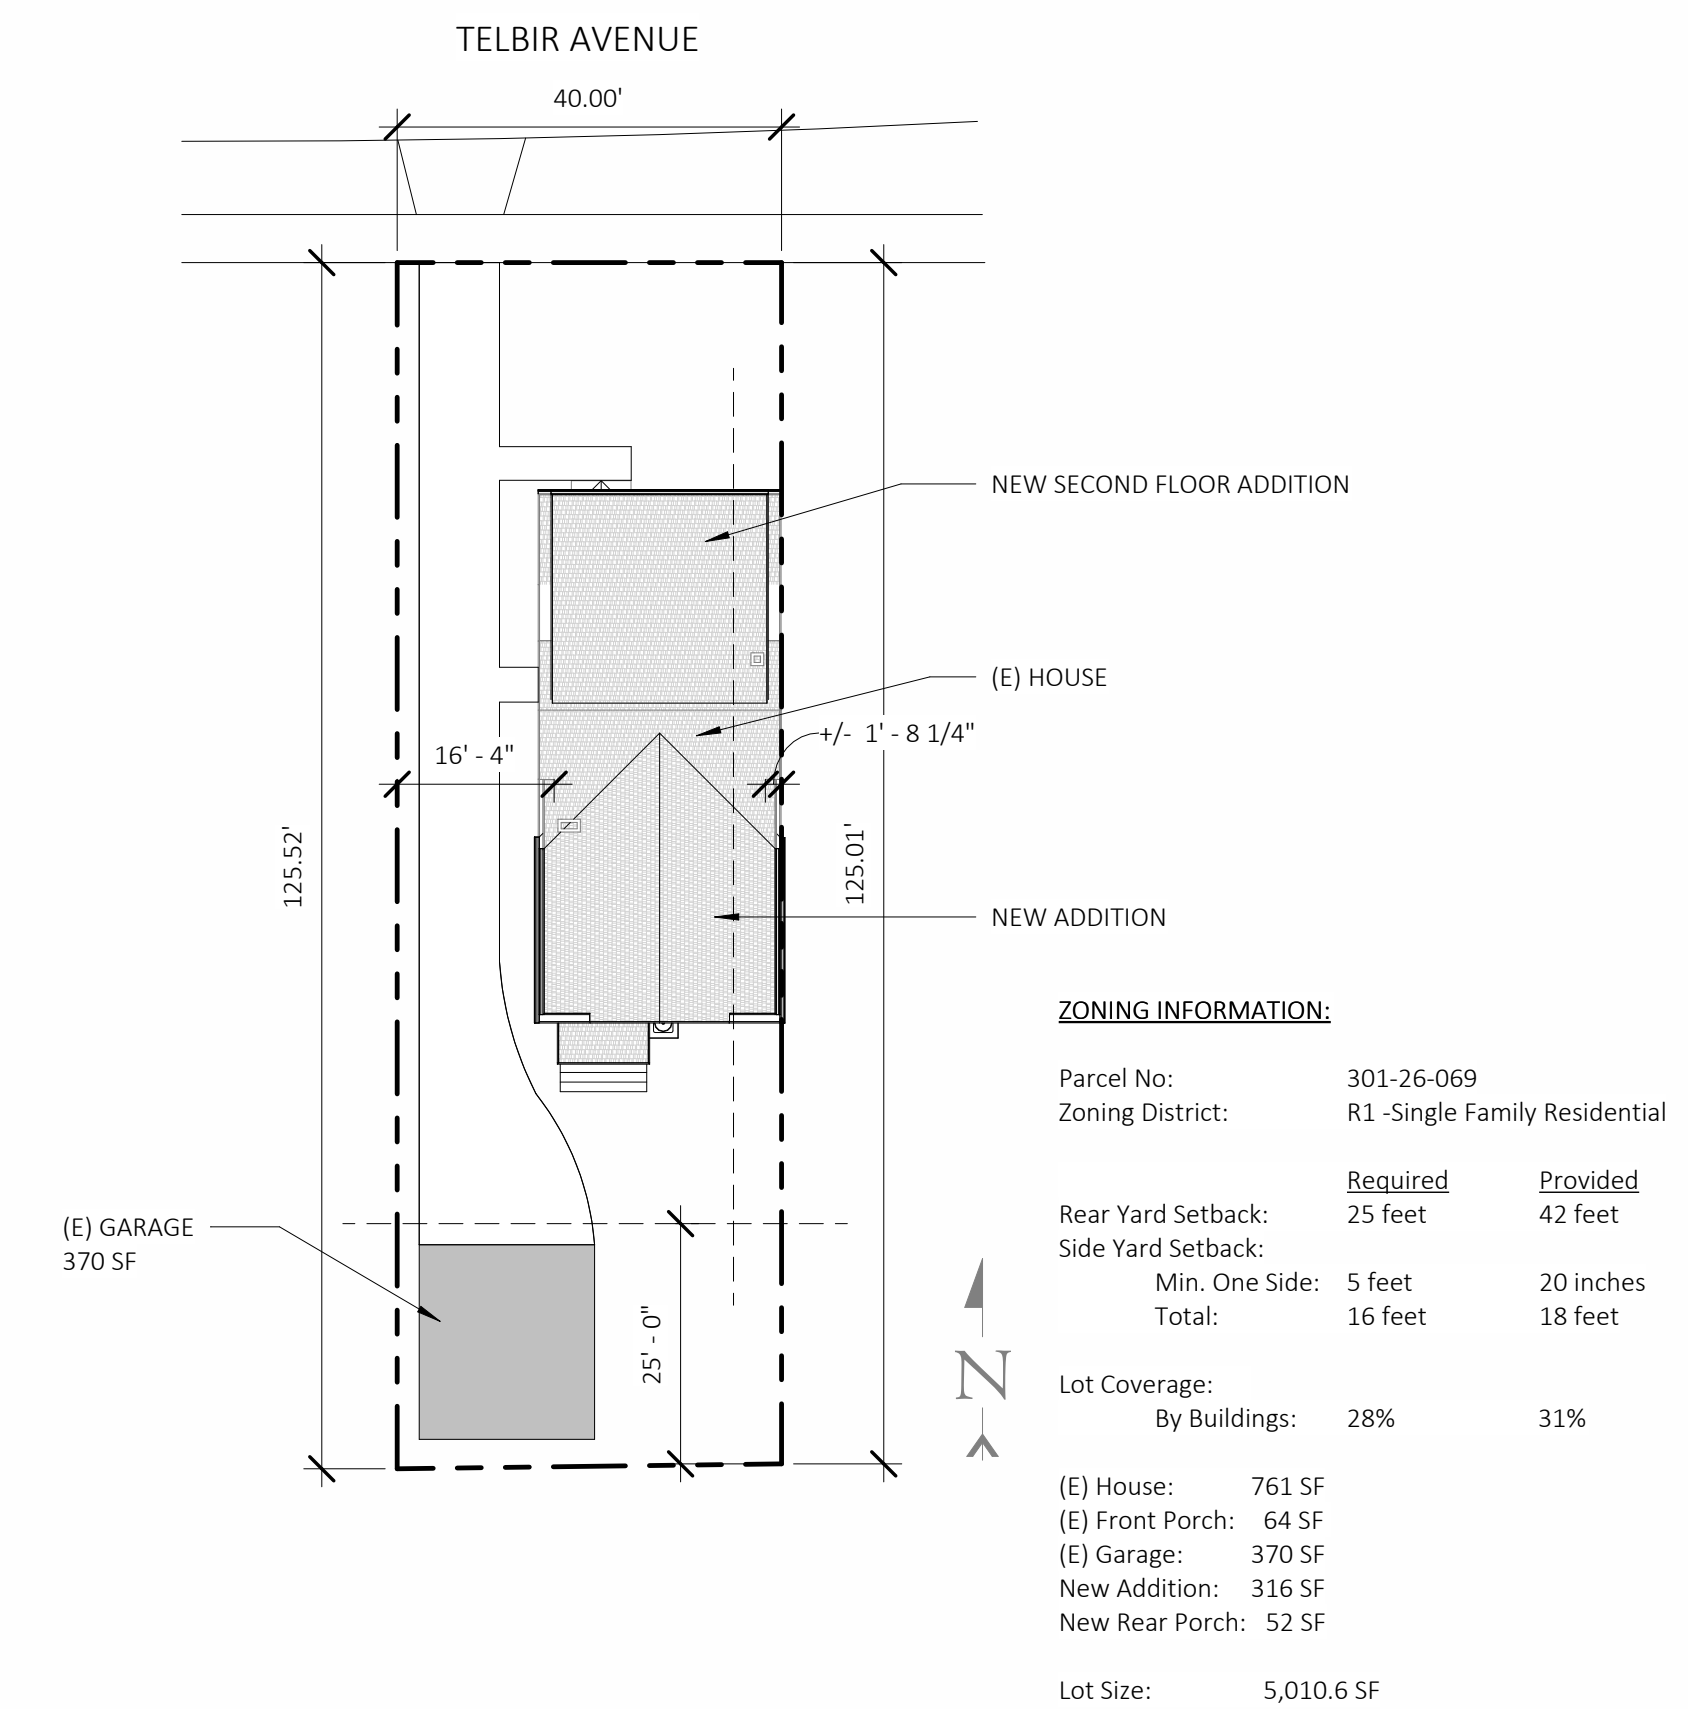 TELBIR AVENUE
40.00'
NEW SECOND FLOOR ADDITION
(E) HOUSE
+/- 1' - 8 1/4"
16' - 4"
125.52'
125.01'
NEW ADDITION
(E) GARAGE
370 SF
25' - 0"
N
ZONING INFORMATION:
Parcel No: 301-26-069
Zoning District: R1 -Single Family Residential
Required Provided
Rear Yard Setback: 25 feet 42 feet
Side Yard Setback:
Min. One Side: 5 feet 20 inches
Total: 16 feet 18 feet
Lot Coverage:
By Buildings: 28% 31%
(E) House: 761 SF
(E) Front Porch: 64 SF
(E) Garage: 370 SF
New Addition: 316 SF
New Rear Porch: 52 SF
Lot Size: 5,010.6 SF